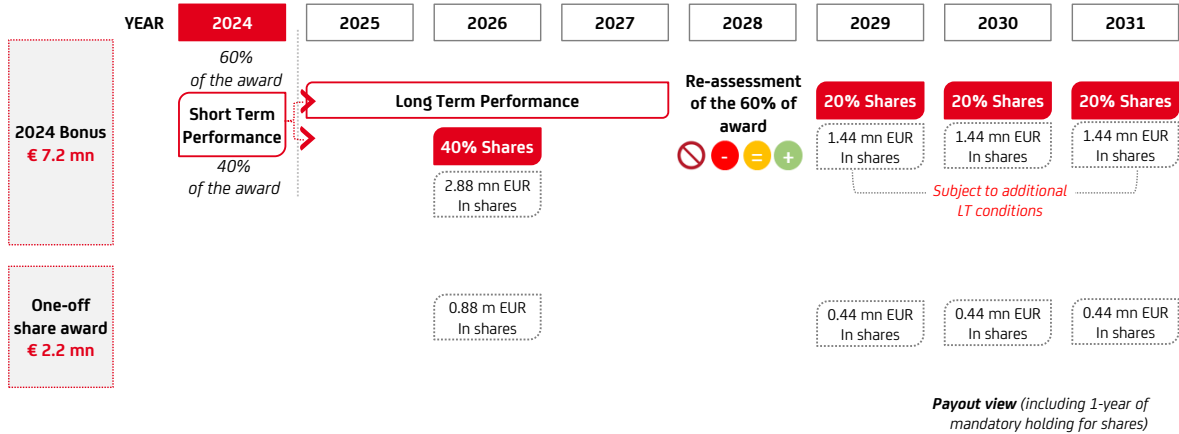 YEAR 2024 2025 2026 2027 2028 2029 2030 2031
60%
of the award
Short Term
Performance
40%
of the award
Long Term Performance
2024 Bonus
€ 7.2 mn
40% Shares
2.88 mn EUR
In shares
Re-assessment
of the 60% of
award
- = +
20% Shares 20% Shares 20% Shares
1.44 mn EUR 1.44 mn EUR 1.44 mn EUR
In shares In shares In shares
Subject to additional
LT conditions
One-off
share award
€ 2.2 mn
0.88 m EUR 0.44 mn EUR 0.44 mn EUR 0.44 mn EUR
In shares In shares In shares In shares
Payout view (including 1-year of
mandatory holding for shares)